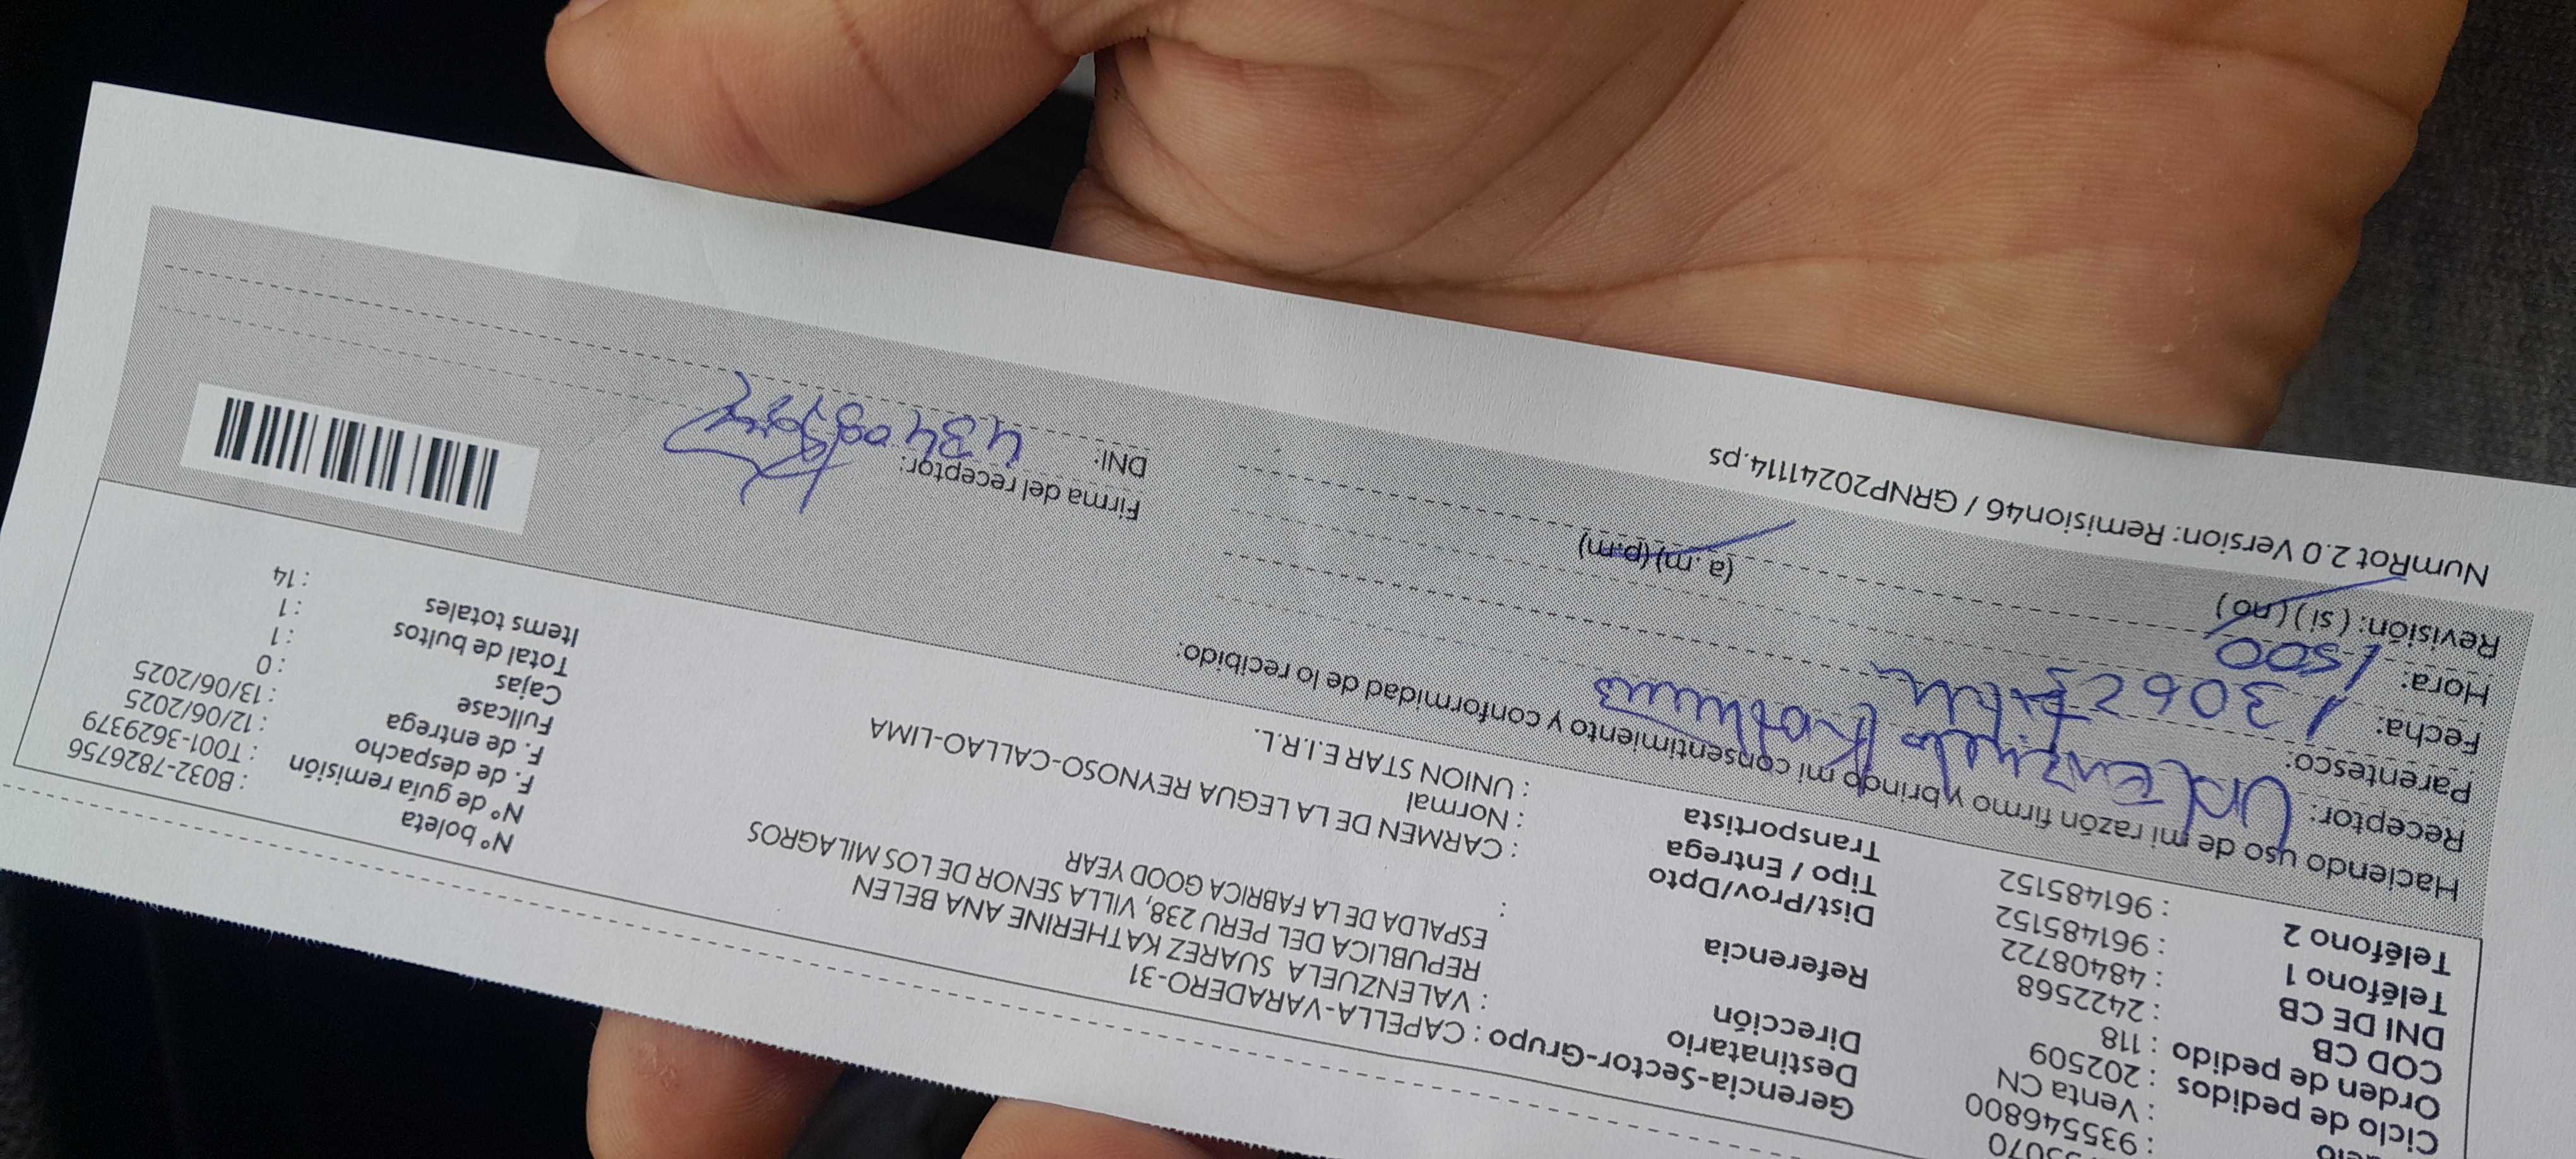 55070
: 935546800
: Venta CN
Ciclo de pedidos : 202509
Orden de pedido : 118
COD CB : 2422568
DNI DE CB : 48408722
Teléfono 1 : 961485152
Teléfono 2 : 961485152
Gerencia-Sector-Grupo : CAPELLA-VARADERO-31
Destinatario : VALENZUELA SUAREZ KATHERINE ANA BELEN
Dirección REPUBLICA DEL PERU 238, VILLA SENOR DE LOS MILAGROS
Referencia : ESPALDA DE LA FABRICA GOOD YEAR
Dist/Prov/Dpto : CARMEN DE LA LEGUA REYNOSO-CALLAO-LIMA
Tipo / Entrega : Normal
Transportista : UNION STAR E.I.R.L.
Nº boleta : B032-7826756
Nº de guía remisión : T001-3629379
F. de despacho : 12/06/2025
F. de entrega : 13/06/2025
Fullcase : 0
Cajas : 1
Total de bultos : 1
Items totales : 14
Haciendo uso de mi razón firmo y brindo mi consentimiento y conformidad de lo recibido:
Receptor:
Parentesco:
Fecha:
Hora: 1500 (a.m) (p.m)
Revisión: (si) (no)
Firma del receptor:
DNI:
NumRot 2.0 Version: Remision46 / GRNP20241114.ps